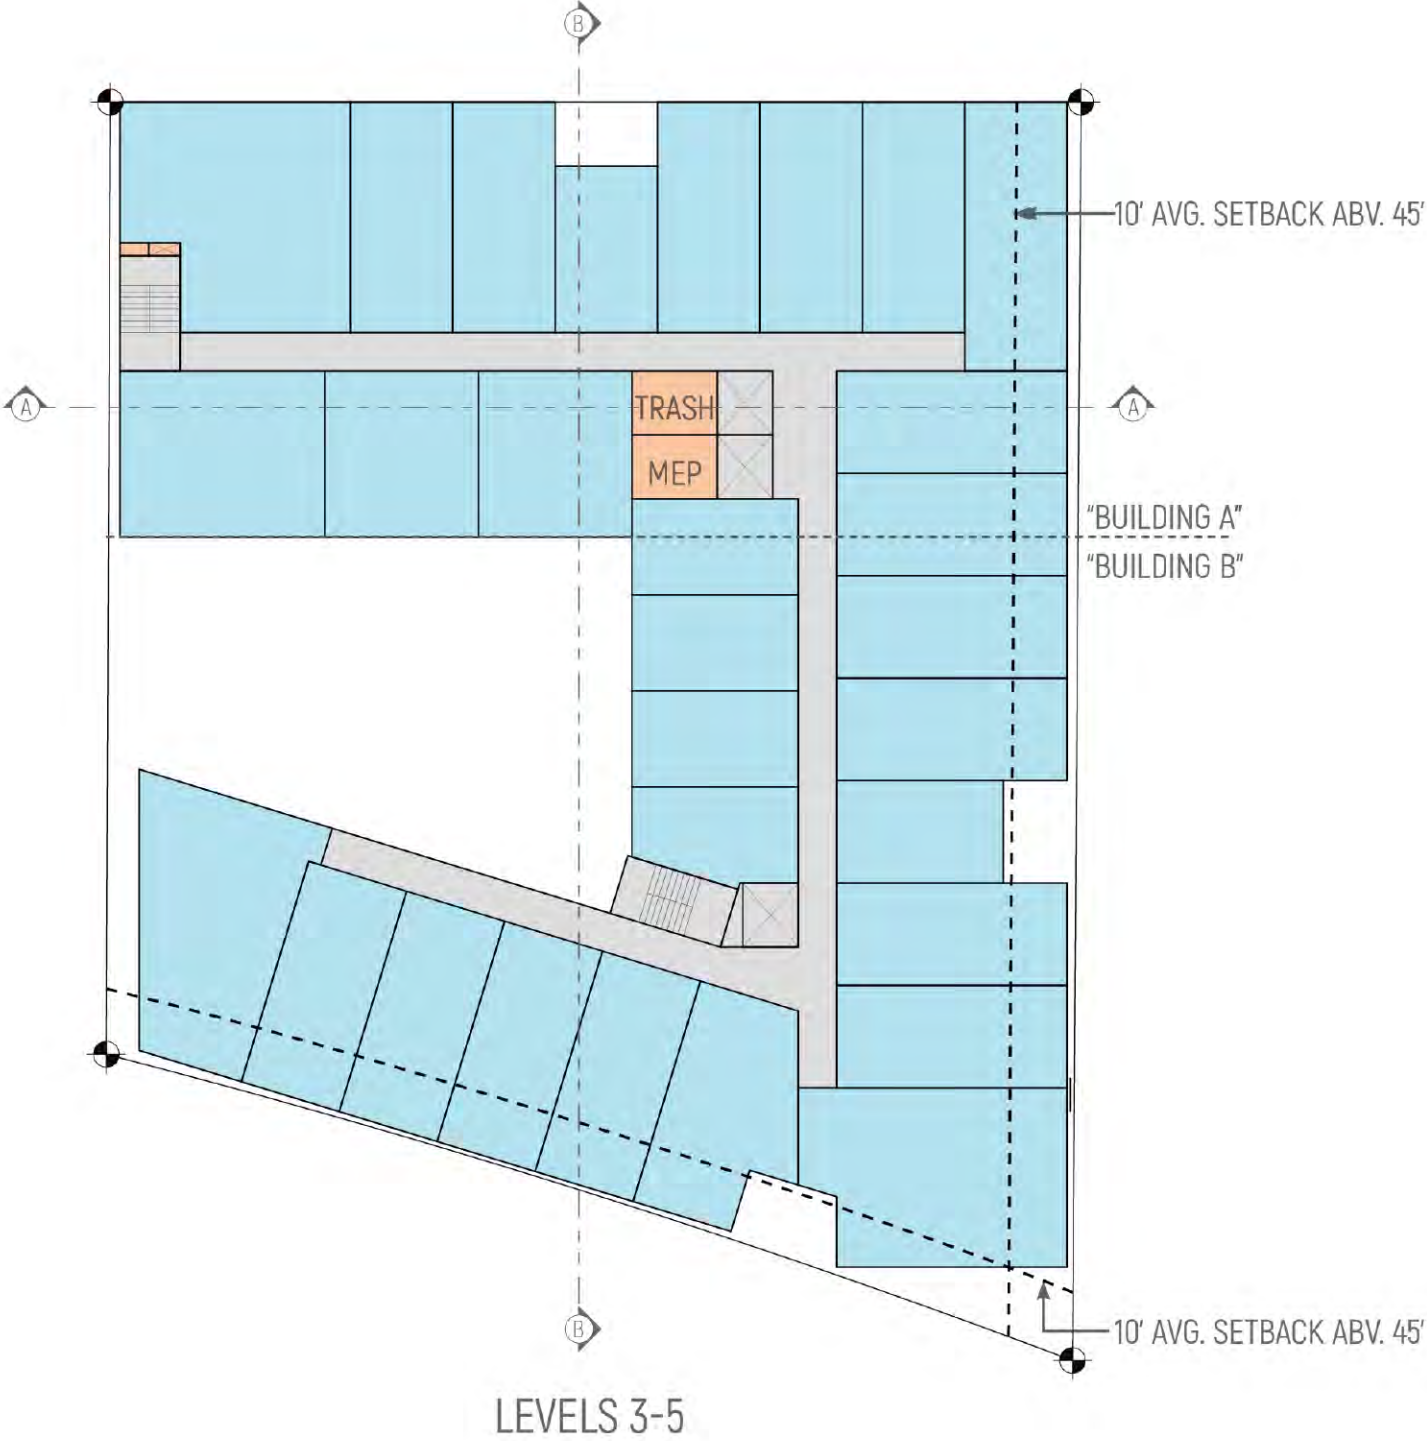 B
10' AVG. SETBACK ABV. 45'
A
TRASH
A
MEP
"BUILDING A"
"BUILDING B"
B
10' AVG. SETBACK ABV. 45'
LEVELS 3-5